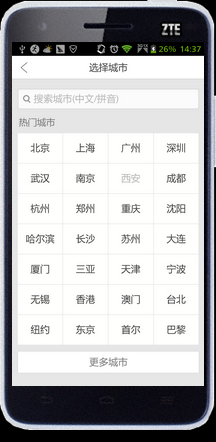 ZTE
26% 14:37
选择城市
搜索城市(中文/拼音)
热门城市
北京 上海 广州 深圳
武汉 南京 西安 成都
杭州 郑州 重庆 沈阳
哈尔滨 长沙 苏州 大连
厦门 三亚 天津 宁波
无锡 香港 澳门 台北
纽约 东京 首尔 巴黎
更多城市